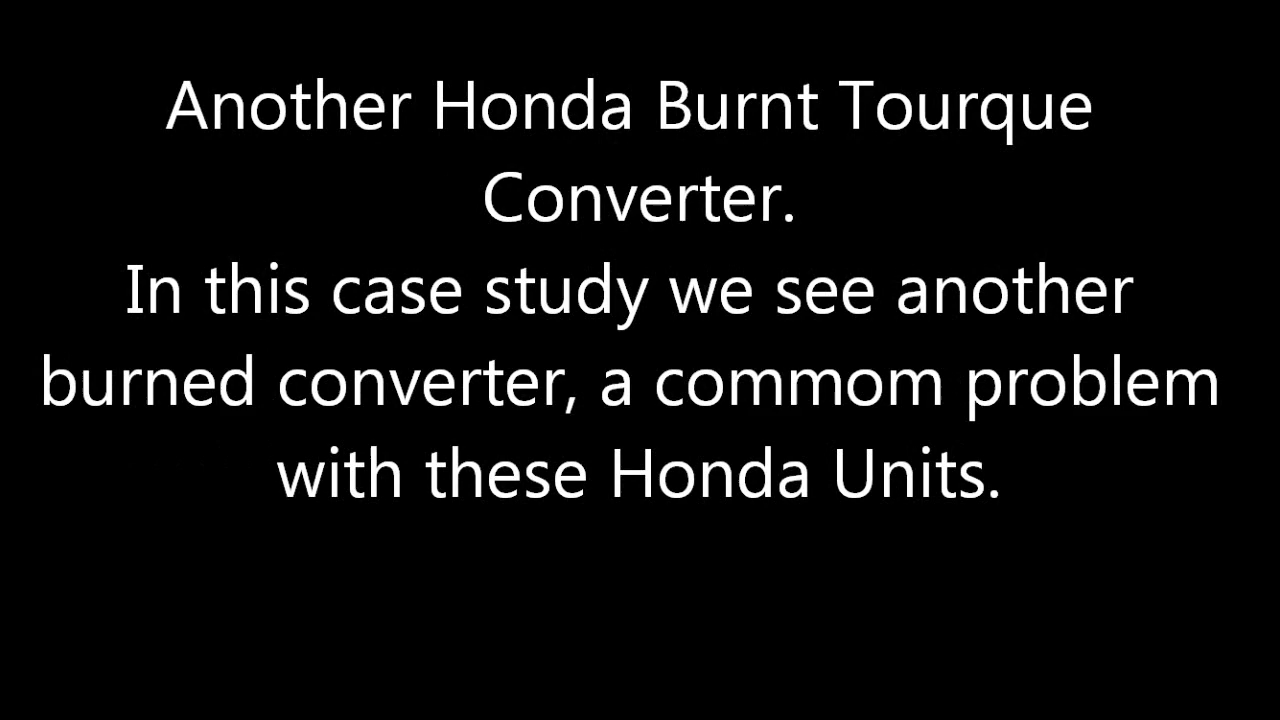 Another Honda Burnt Tourque
Converter.
In this case study we see another
burned converter, a commom problem
with these Honda Units.